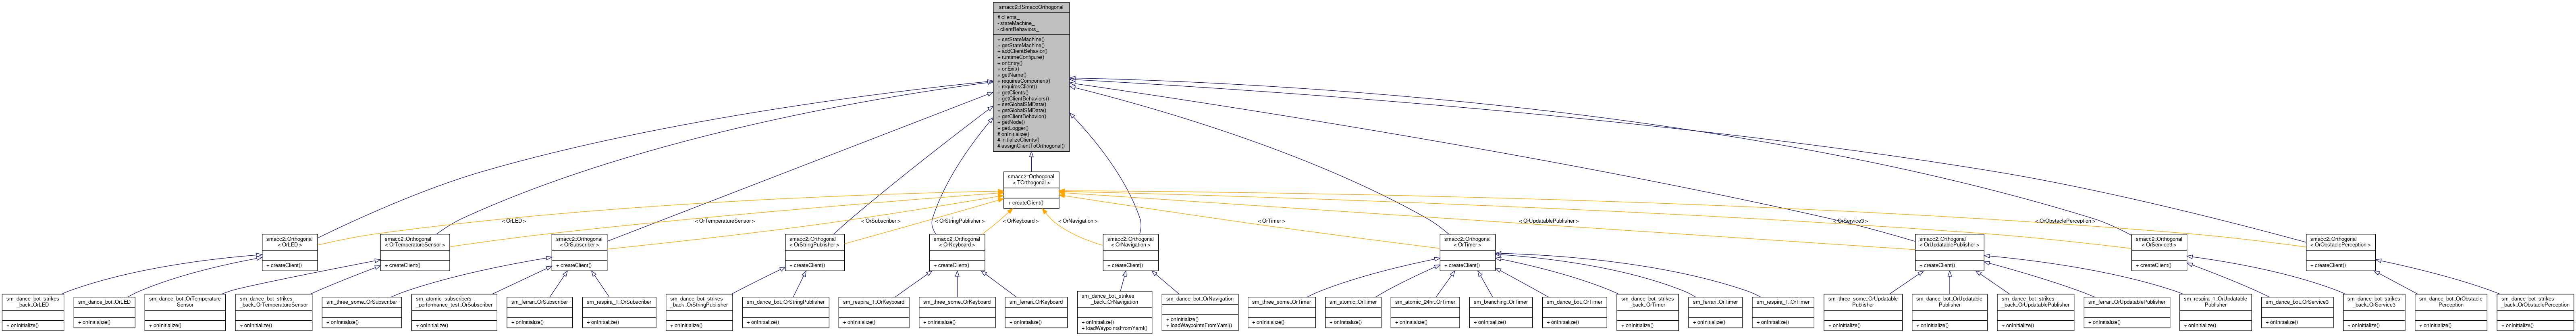 smacc2::ISmaccOrthogonal
# clients_
- stateMachine_
- clientBehaviors_
+ setStateMachine()
+ getStateMachine()
+ addClientBehavior()
+ runtimeConfigure()
+ onEntry()
+ onExit()
+ getName()
+ requiresComponent()
+ requiresClient()
+ getClients()
+ getClientBehaviors()
+ setGlobalSMData()
+ getGlobalSMData()
+ getClientBehavior()
+ getNode()
+ getLogger()
# onInitialize()
# initializeClients()
# assignClientToOrthogonal()
smacc2::Orthogonal
< TOrthogonal >
+ createClient()
< OrLED >
< OrTemperatureSensor >
< OrSubscriber >
< OrStringPublisher >
< OrKeyboard >
< OrNavigation >
< OrTimer >
< OrUpdatablePublisher >
< OrService3 >
< OrObstaclePerception >
smacc2::Orthogonal
< OrLED >
+ createClient()
smacc2::Orthogonal
< OrTemperatureSensor >
+ createClient()
smacc2::Orthogonal
< OrSubscriber >
+ createClient()
smacc2::Orthogonal
< OrStringPublisher >
+ createClient()
smacc2::Orthogonal
< OrKeyboard >
+ createClient()
smacc2::Orthogonal
< OrNavigation >
+ createClient()
smacc2::Orthogonal
< OrTimer >
+ createClient()
smacc2::Orthogonal
< OrUpdatablePublisher >
+ createClient()
smacc2::Orthogonal
< OrService3 >
+ createClient()
smacc2::Orthogonal
< OrObstaclePerception >
+ createClient()
sm_dance_bot_strikes
_back::OrLED
+ onInitialize()
sm_dance_bot::OrLED
+ onInitialize()
sm_dance_bot::OrTemperature
Sensor
+ onInitialize()
sm_dance_bot_strikes
_back::OrTemperatureSensor
+ onInitialize()
sm_three_some::OrSubscriber
+ onInitialize()
sm_atomic_subscribers
_performance_test::OrSubscriber
+ onInitialize()
sm_ferrari::OrSubscriber
+ onInitialize()
sm_respira_1::OrSubscriber
+ onInitialize()
sm_dance_bot_strikes
_back::OrStringPublisher
+ onInitialize()
sm_dance_bot::OrStringPublisher
+ onInitialize()
sm_respira_1::OrKeyboard
+ onInitialize()
sm_three_some::OrKeyboard
+ onInitialize()
sm_ferrari::OrKeyboard
+ onInitialize()
sm_dance_bot_strikes
_back::OrNavigation
+ onInitialize()
+ loadWaypointsFromYaml()
sm_dance_bot::OrNavigation
+ onInitialize()
+ loadWaypointsFromYaml()
sm_three_some::OrTimer
+ onInitialize()
sm_atomic::OrTimer
+ onInitialize()
sm_atomic_24hr::OrTimer
+ onInitialize()
sm_branching::OrTimer
+ onInitialize()
sm_dance_bot::OrTimer
+ onInitialize()
sm_dance_bot_strikes
_back::OrTimer
+ onInitialize()
sm_ferrari::OrTimer
+ onInitialize()
sm_respira_1::OrTimer
+ onInitialize()
sm_three_some::OrUpdatable
Publisher
+ onInitialize()
sm_dance_bot::OrUpdatable
Publisher
+ onInitialize()
sm_dance_bot_strikes
_back::OrUpdatablePublisher
+ onInitialize()
sm_ferrari::OrUpdatablePublisher
+ onInitialize()
sm_respira_1::OrUpdatable
Publisher
+ onInitialize()
sm_dance_bot::OrService3
+ onInitialize()
sm_dance_bot_strikes
_back::OrService3
+ onInitialize()
sm_dance_bot::OrObstacle
Perception
+ onInitialize()
sm_dance_bot_strikes
_back::OrObstaclePerception
+ onInitialize()